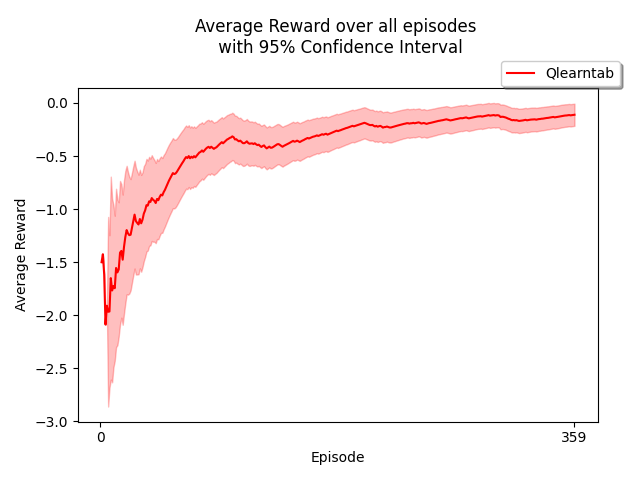 Average Reward over all episodes
with 95% Confidence Interval
Qlearntab
0.0
−0.5
−1.0
−1.5
−2.0
−2.5
−3.0
Average Reward
0
359
Episode